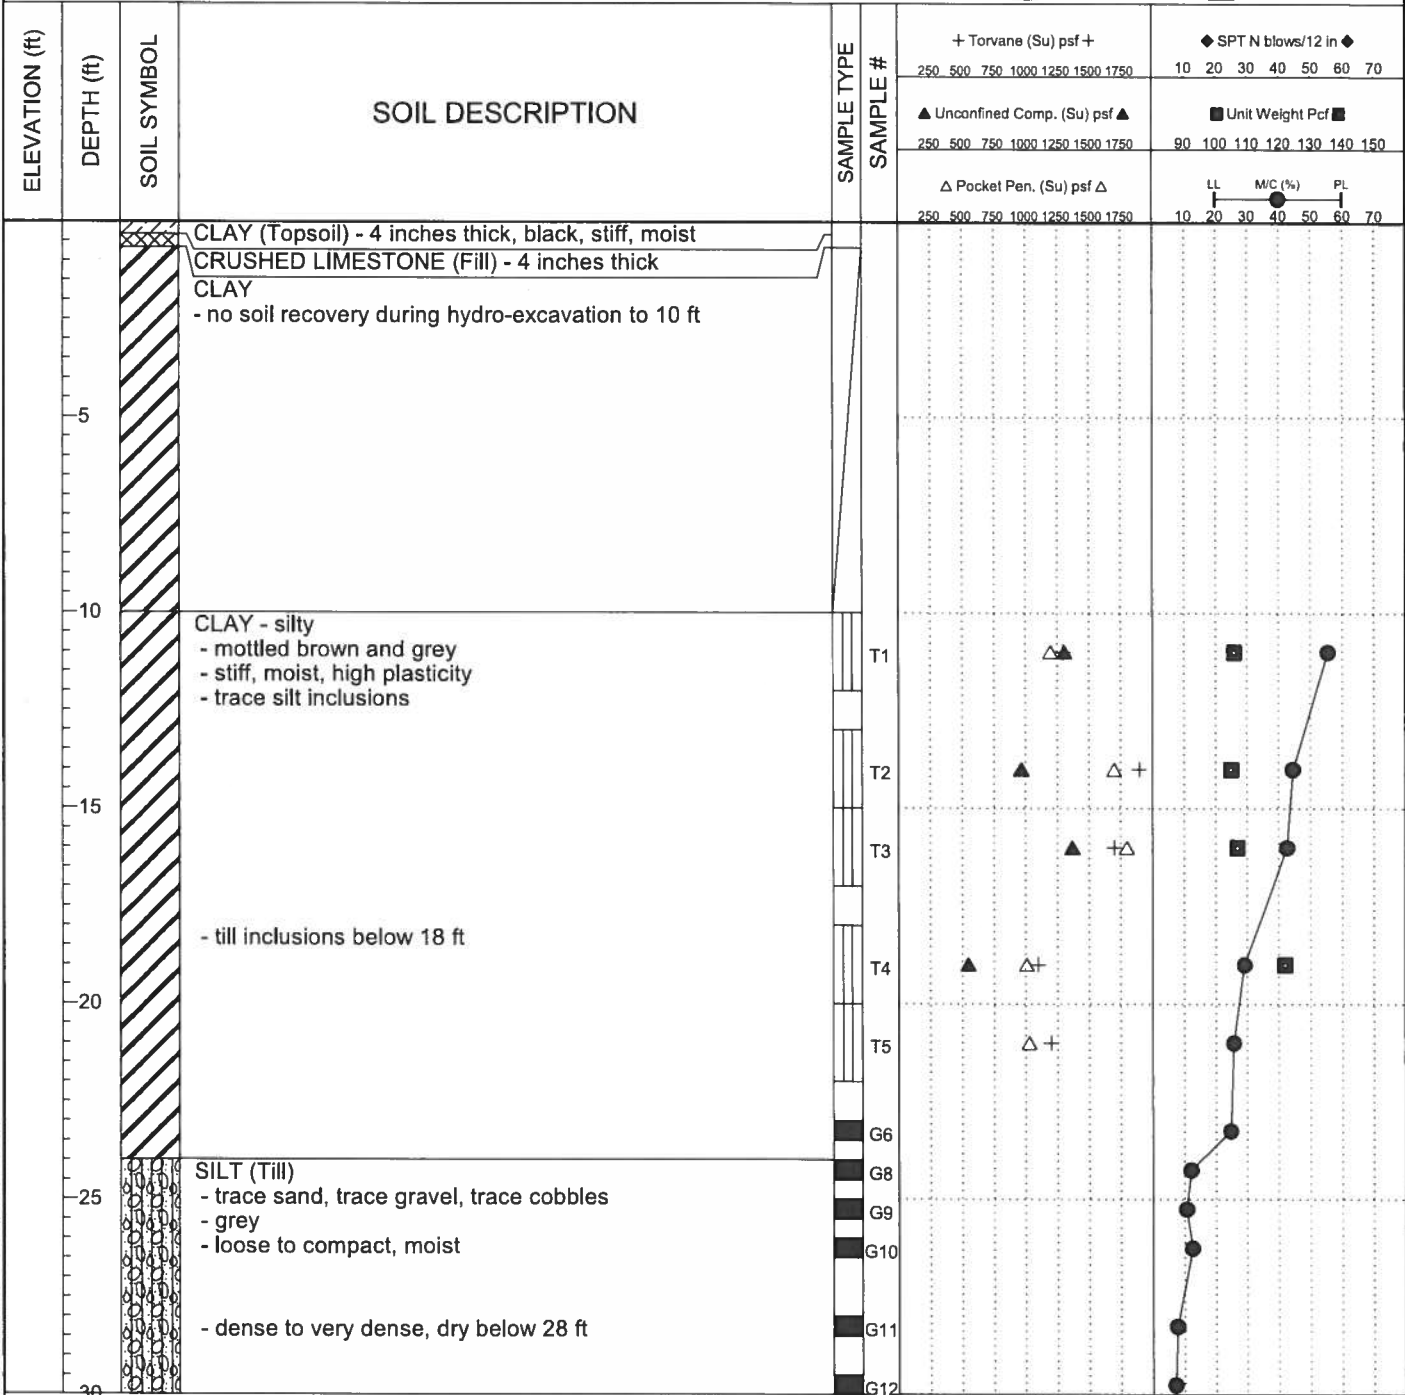 ELEVATION (ft)
DEPTH (ft)
SOIL SYMBOL
SOIL DESCRIPTION
SAMPLE TYPE
SAMPLE #
+ Torvane (Su) psf +
250 500 750 1000 1250 1500 1750
▲ Unconfined Comp. (Su) psf ▲
250 500 750 1000 1250 1500 1750
△ Pocket Pen. (Su) psf △
250 500 750 1000 1250 1500 1750
◆ SPT N blows/12 in ◆
10 20 30 40 50 60 70
■ Unit Weight Pcf ■
90 100 110 120 130 140 150
LL M/C (%) PL
10 20 30 40 50 60 70
CLAY (Topsoil) - 4 inches thick, black, stiff, moist
CRUSHED LIMESTONE (Fill) - 4 inches thick
CLAY
- no soil recovery during hydro-excavation to 10 ft
5
10
CLAY - silty
- mottled brown and grey
- stiff, moist, high plasticity
- trace silt inclusions
T1
T2
15
T3
- till inclusions below 18 ft
T4
20
T5
G6
SILT (Till)
- trace sand, trace gravel, trace cobbles
- grey
- loose to compact, moist
G8
25
G9
G10
- dense to very dense, dry below 28 ft
G11
30
G12